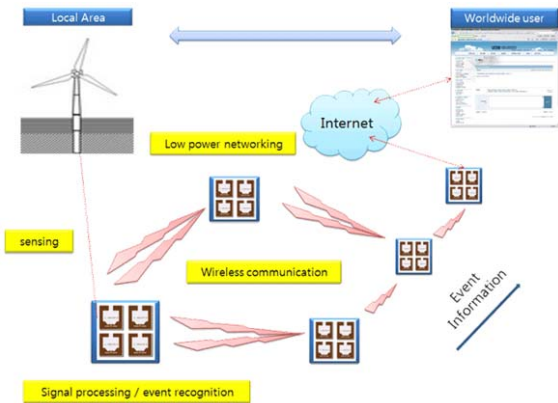 Local Area
Worldwide user
Internet
Low power networking
sensing
Wireless communication
Event
Information
Signal processing / event recognition